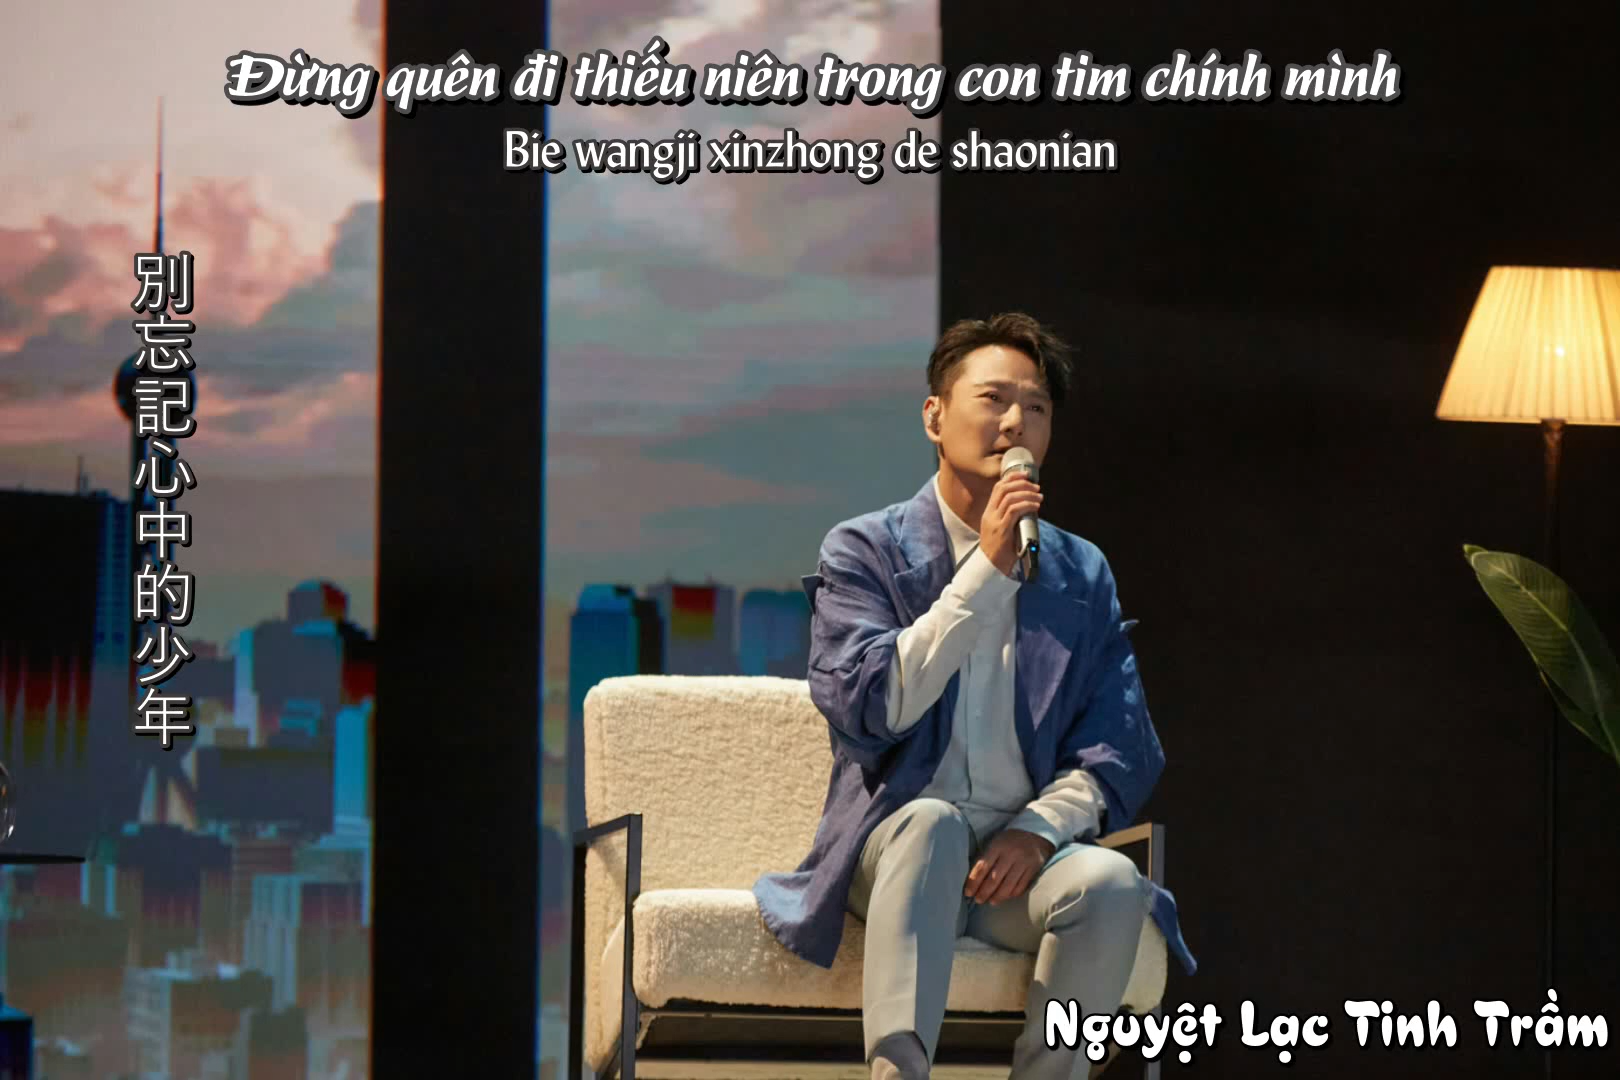 Đừng quên đi thiếu niên trong con tim chính mình
Bie wangji xinzhong de shaonian
別忘記心中的少年
Nguyệt Lạc Tinh Trầm